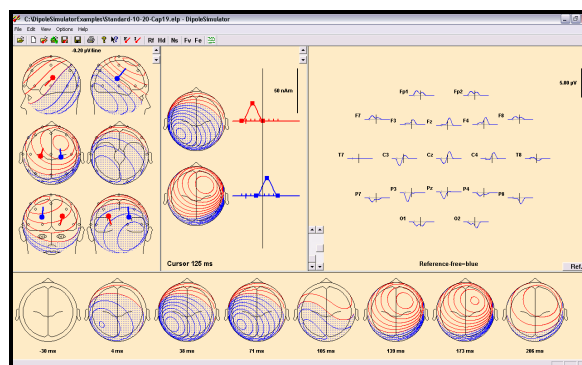 C:\DipoleSimulatorExamples\Standard-10-20-Cap19.elp - DipoleSimulator
File Edit View Options Help
Rf Hd Ns Fv Fe
-0.20 µV/line
50 nAm
5.00 µV
Fp1 Fp2
F7 F3 Fz F4 F8
T7 C3 Cz C4 T8
P7 P3 Pz P4 P8
O1 O2
Cursor 125 ms
Reference-free=blue
Ref.
-30 ms 4 ms 38 ms 71 ms 105 ms 139 ms 173 ms 206 ms